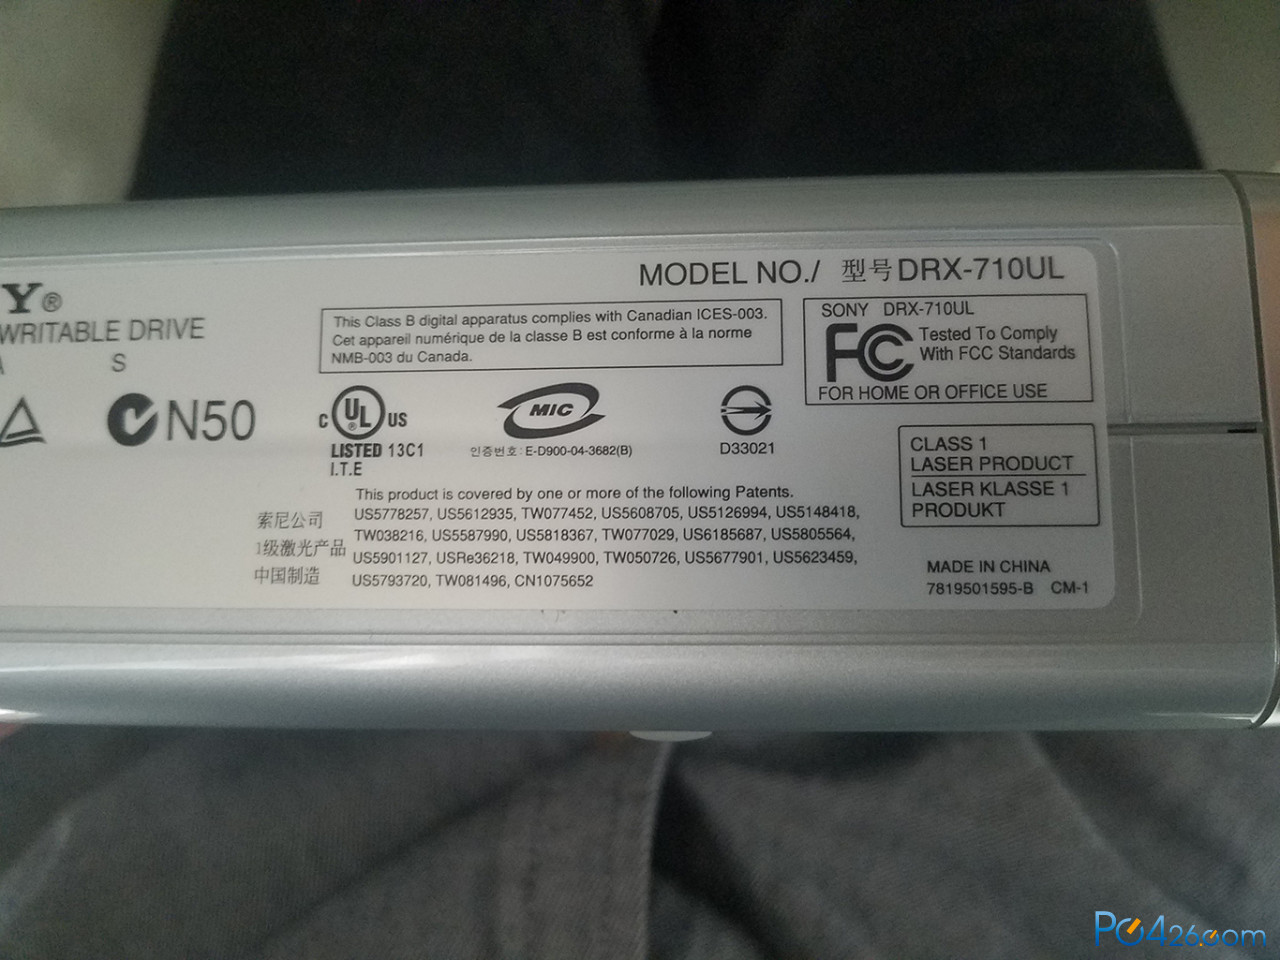 MODEL NO./ 型号 DRX-710UL
Y®
WRITABLE DRIVE
S
This Class B digital apparatus complies with Canadian ICES-003.
Cet appareil numérique de la classe B est conforme à la norme
NMB-003 du Canada.
SONY DRX-710UL
FC Tested To Comply
With FCC Standards
FOR HOME OR OFFICE USE
N50
C UL® US
LISTED 13C1
I.T.E
MIC
인증번호: E-D900-04-3682(B)
D33021
CLASS 1
LASER PRODUCT
LASER KLASSE 1
PRODUKT
This product is covered by one or more of the following Patents.
US5778257, US5612935, TW077452, US5608705, US5126994, US5148418,
TW038216, US5587990, US5818367, TW077029, US6185687, US5805564,
US5901127, USRe36218, TW049900, TW050726, US5677901, US5623459,
US5793720, TW081496, CN1075652
索尼公司
1级激光产品
中国制造
MADE IN CHINA
7819501595-B CM-1
PC426.com